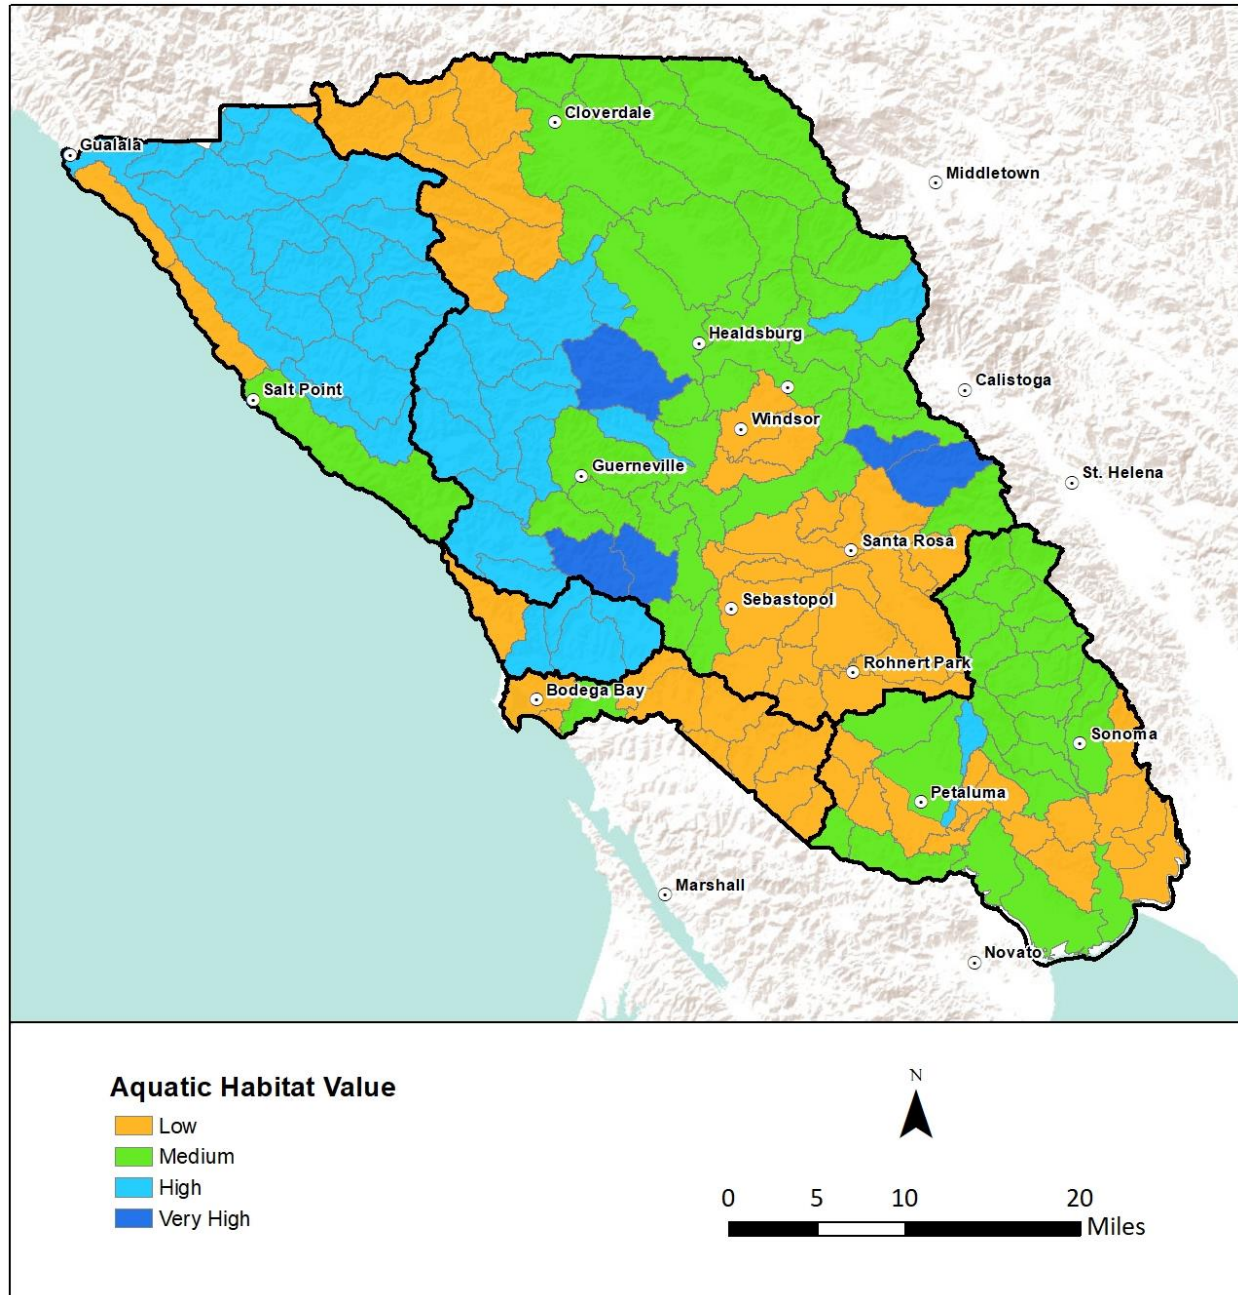 Cloverdale
Gualala
Middletown
Healdsburg
Calistoga
Salt Point
Windsor
Guerneville
St. Helena
Santa Rosa
Sebastopol
Rohnert Park
Bodega Bay
Sonoma
Petaluma
Marshall
Novato
Aquatic Habitat Value
Low
Medium
High
Very High
N
0 5 10 20
Miles